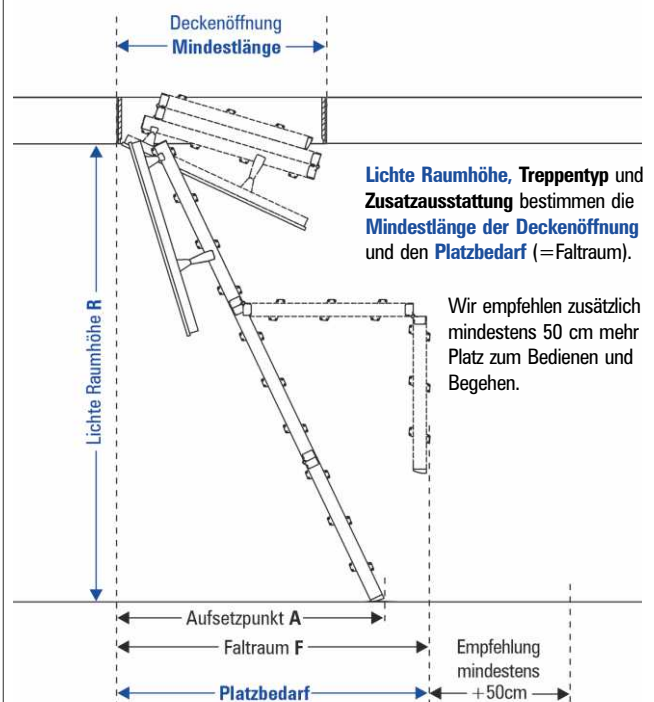 Deckenöffnung
Mindestlänge
Lichte Raumhöhe, Treppentyp und
Zusatzausstattung bestimmen die
Mindestlänge der Deckenöffnung
und den Platzbedarf (=Faltraum).
Wir empfehlen zusätzlich
mindestens 50 cm mehr
Platz zum Bedienen und
Begehen.
Lichte Raumhöhe R
Aufsetzpunkt A
Faltraum F
Empfehlung
mindestens
+50cm
Platzbedarf